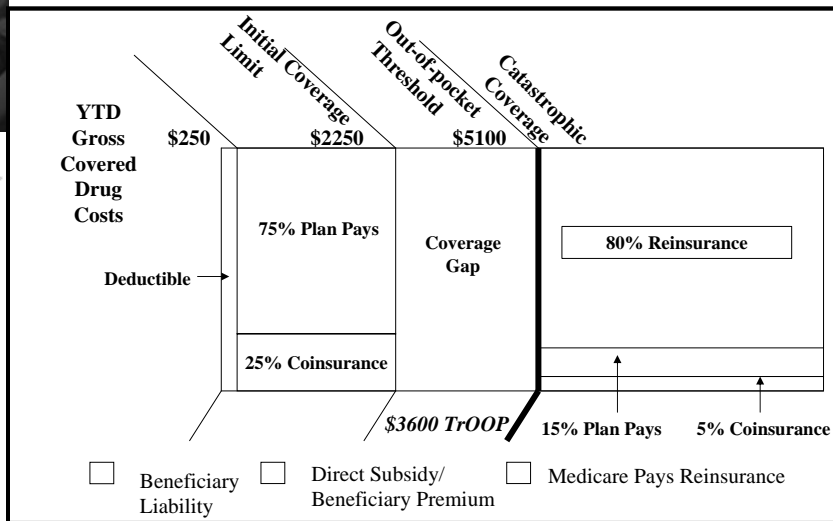 Initial Coverage
Limit
Out-of-pocket
Threshold
Catastrophic
Coverage
YTD
Gross
Covered
Drug
Costs
$250
$2250
$5100
75% Plan Pays
Coverage
Gap
80% Reinsurance
Deductible
25% Coinsurance
$3600 TrOOP
15% Plan Pays
5% Coinsurance
Beneficiary
Liability
Direct Subsidy/
Beneficiary Premium
Medicare Pays Reinsurance